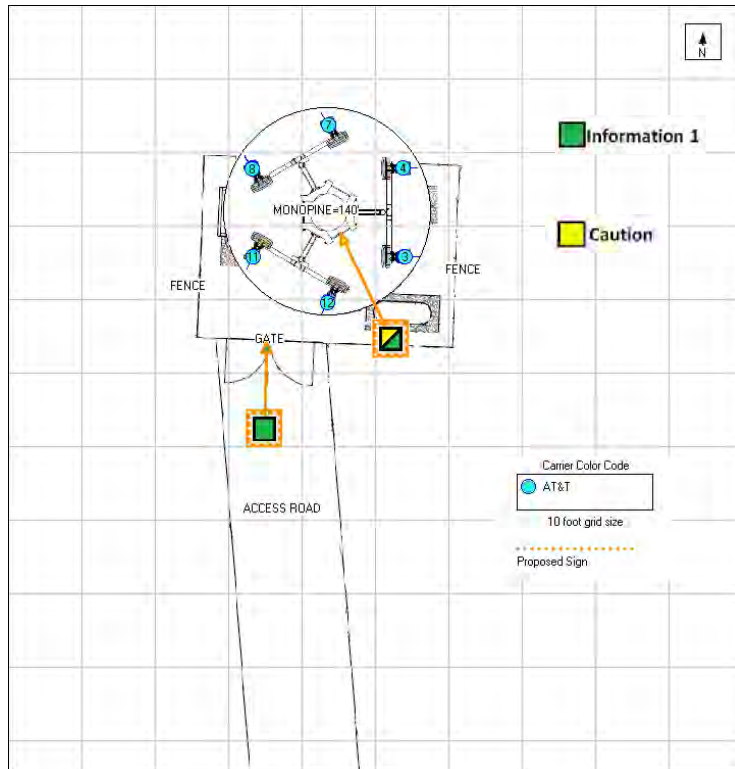 N
Information 1
7
8
4
MONOPINE=140'
Caution
11
3
FENCE
FENCE
12
GATE
Carrier Color Code
AT&T
ACCESS ROAD
10 foot grid size
Proposed Sign